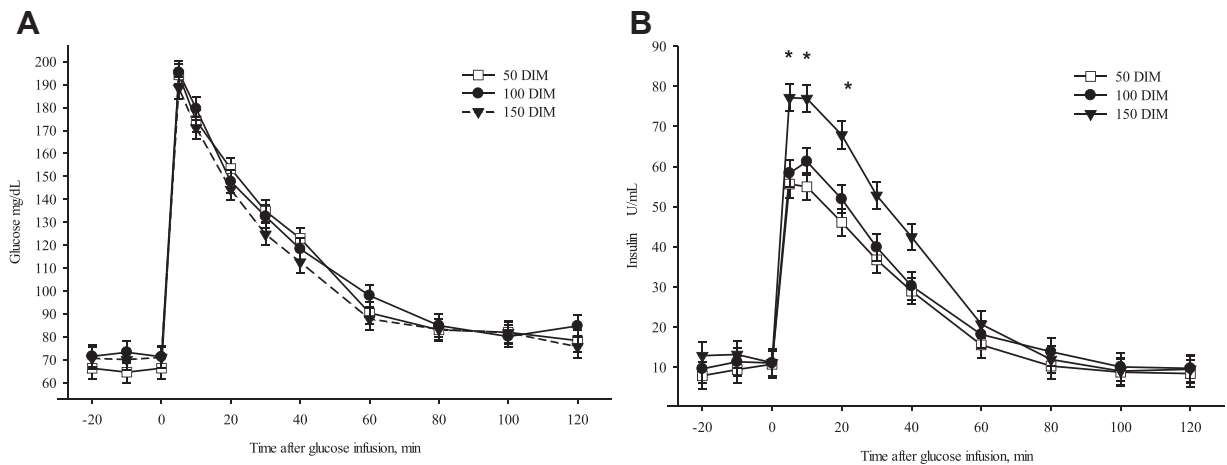 A
200
190
180
170
160
150
140
130
120
110
100
90
80
70
60
Glucose mg/dL
50 DIM
100 DIM
150 DIM
-20 0 20 40 60 80 100 120
Time after glucose infusion, min
B
90
80
70
60
50
40
30
20
10
Insulin U/mL
* * *
50 DIM
100 DIM
150 DIM
-20 0 20 40 60 80 100 120
Time after glucose infusion, min